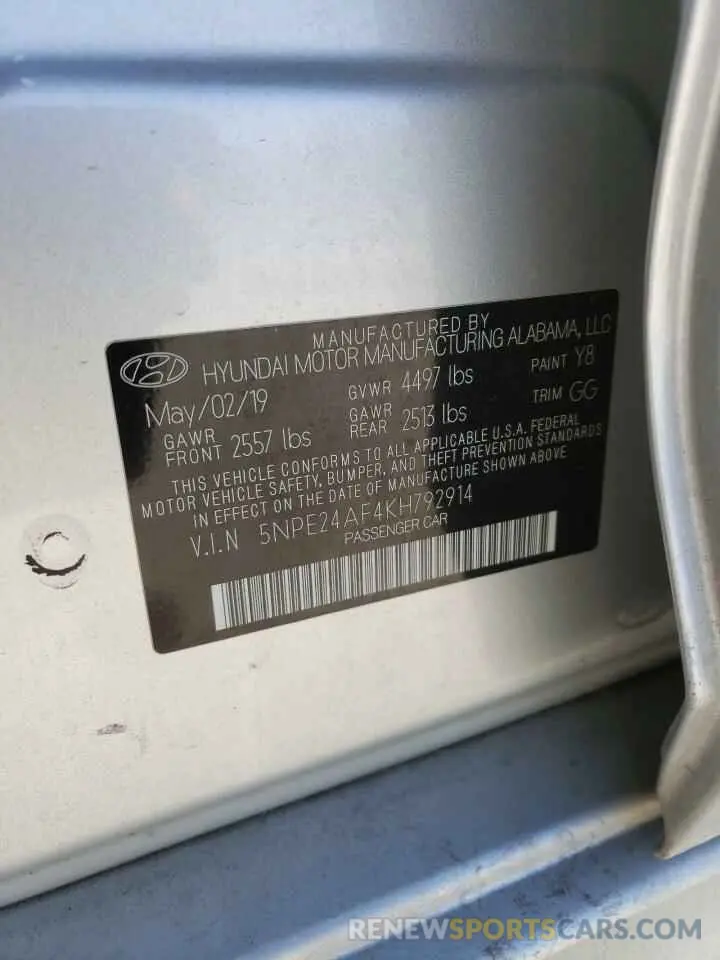 MANUFACTURED BY
HYUNDAI MOTOR MANUFACTURING ALABAMA, LLC
May/02/19 GVWR 4497 lbs PAINT Y8
GAWR FRONT 2557 lbs GAWR REAR 2513 lbs TRIM GG
THIS VEHICLE CONFORMS TO ALL APPLICABLE U.S.A. FEDERAL
MOTOR VEHICLE SAFETY, BUMPER, AND THEFT PREVENTION STANDARDS
IN EFFECT ON THE DATE OF MANUFACTURE SHOWN ABOVE
V.I.N 5NPE24AF4KH792914
PASSENGER CAR
RENEWSPORTSCARS.COM